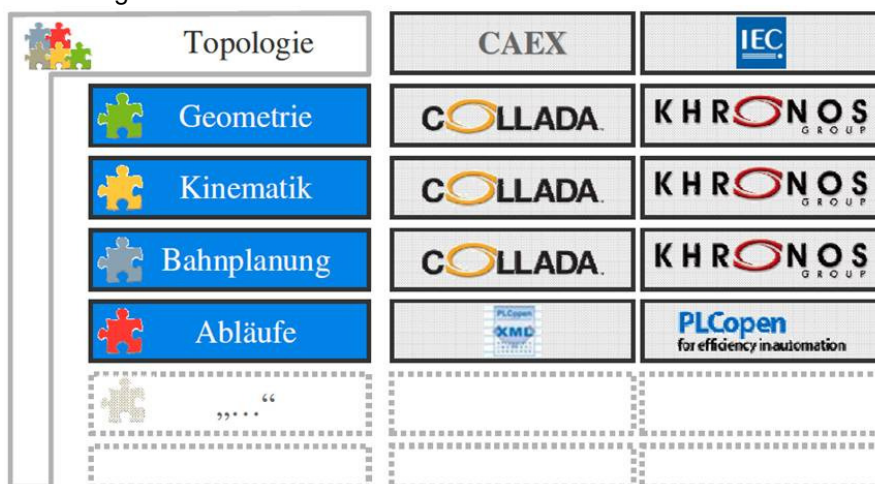 Topologie CAEX IEC
Geometrie COLLADA. KHRONOS GROUP
Kinematik COLLADA. KHRONOS GROUP
Bahnplanung COLLADA. KHRONOS GROUP
Abläufe PLCopen XML PLCopen for efficiency in automation
„…“